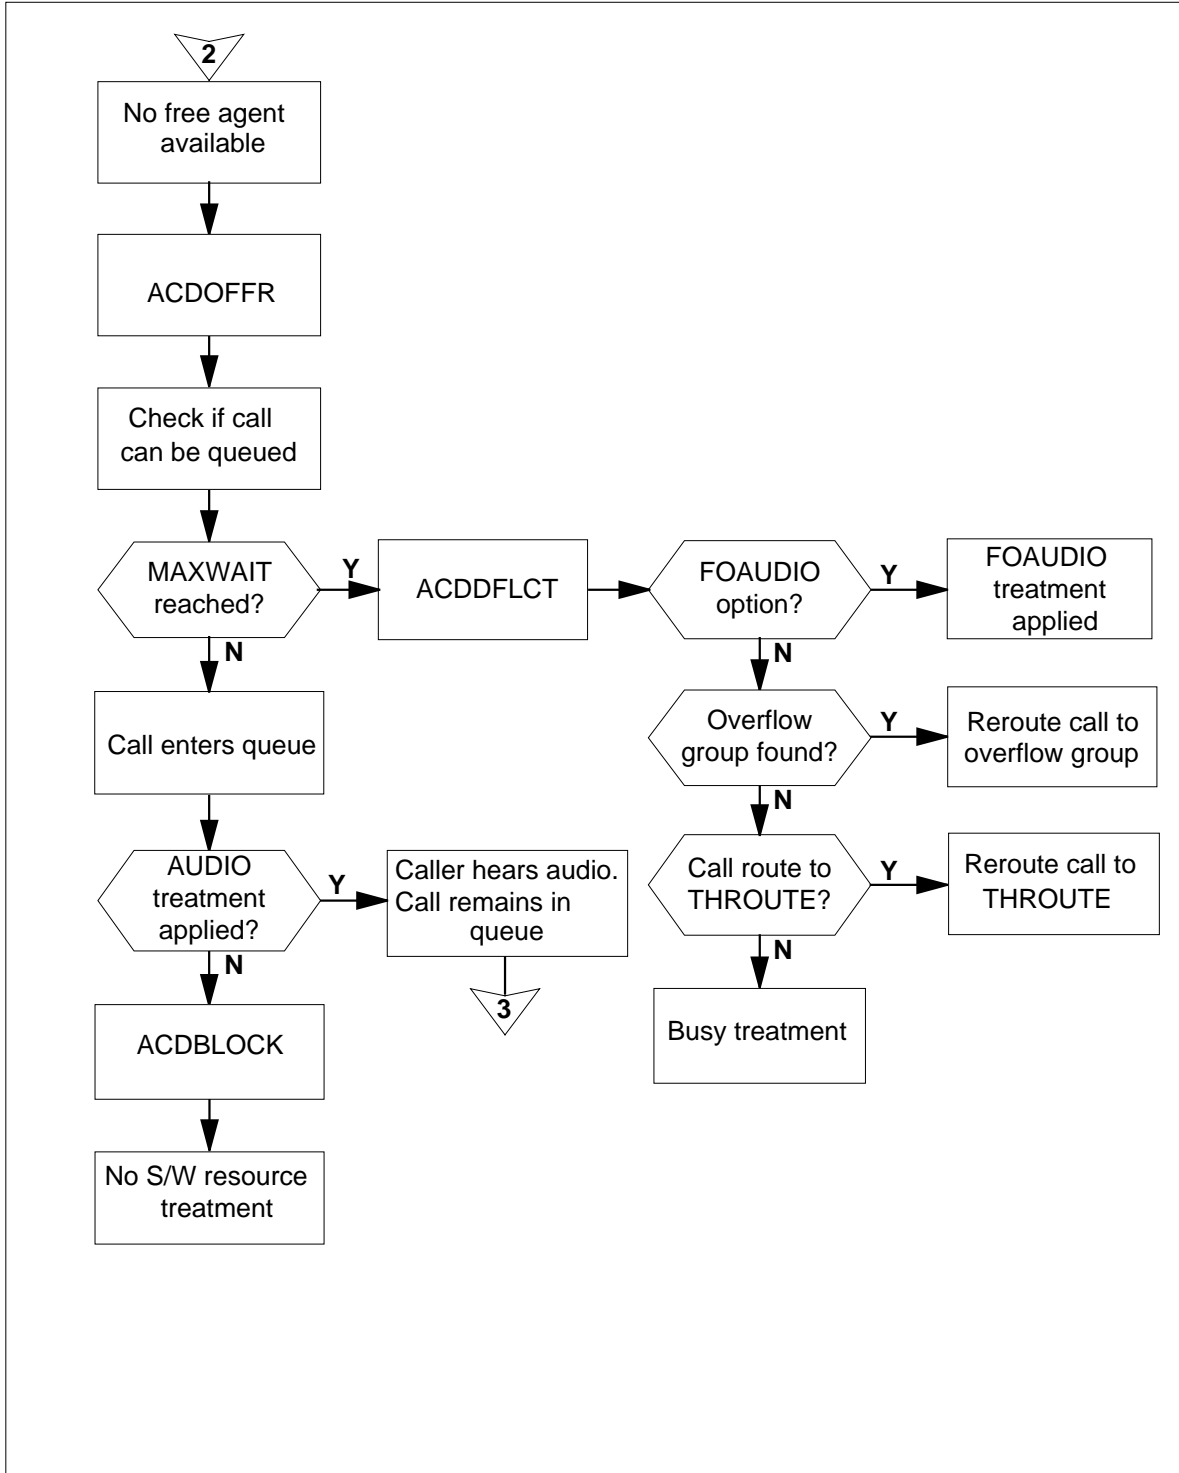 2
No free agent
available
ACDOFFR
Check if call
can be queued
MAXWAIT
reached?
Y
ACDDFLCT
FOAUDIO
option?
Y
FOAUDIO
treatment
applied
N
N
Call enters queue
Overflow
group found?
Y
Reroute call to
overflow group
N
AUDIO
treatment
applied?
Y
Caller hears audio.
Call remains in
queue
Call route to
THROUTE?
Y
Reroute call to
THROUTE
N
N
3
ACDBLOCK
Busy treatment
No S/W resource
treatment